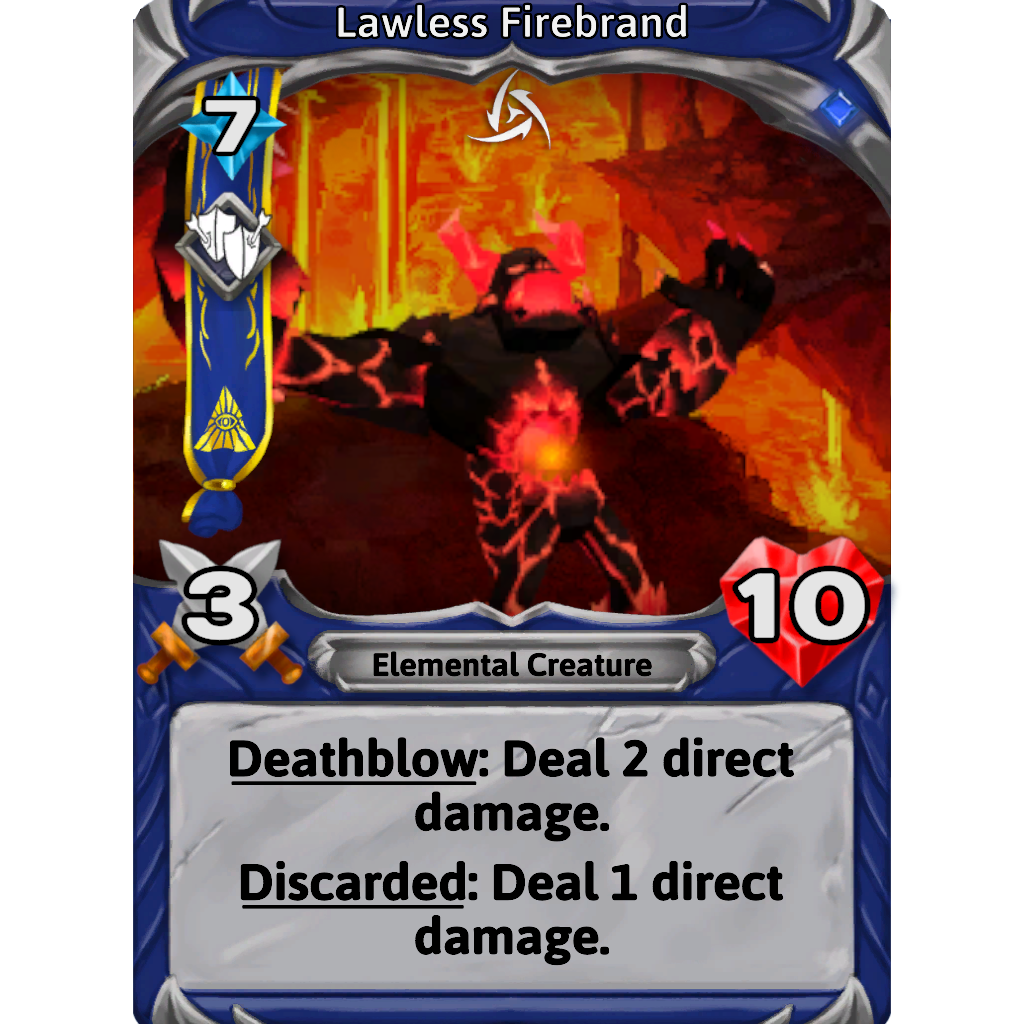 Lawless Firebrand
7
3
10
Elemental Creature
Deathblow: Deal 2 direct
damage.
Discarded: Deal 1 direct
damage.